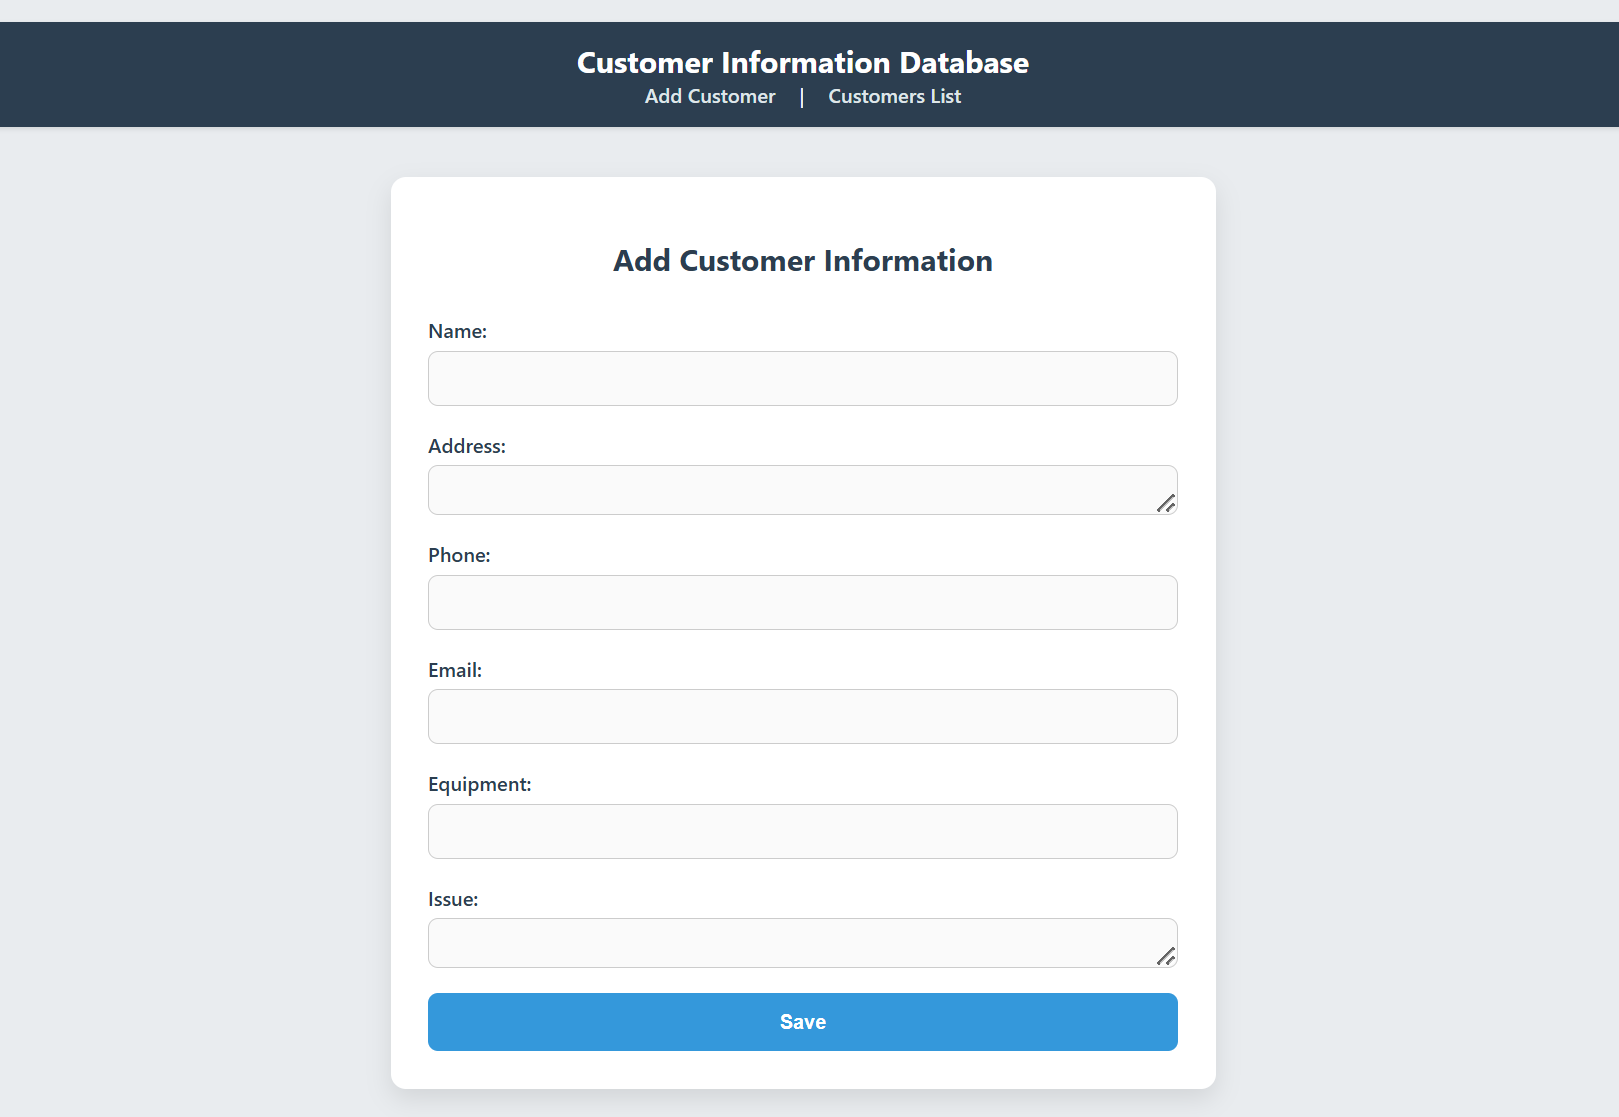 Customer Information Database
Add Customer | Customers List
Add Customer Information
Name:
Address:
Phone:
Email:
Equipment:
Issue:
Save